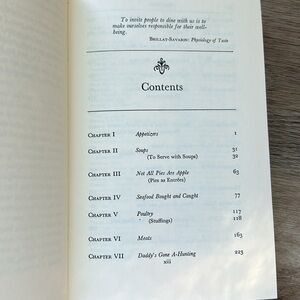 To invite people to dine with us is to
make ourselves responsible for their well-
being.
BRILLAT-SAVARIN: Physiology of Taste
Contents
CHAPTER I Appetizers 1
CHAPTER II Soups 31
(To Serve with Soups) 32
CHAPTER III Not All Pies Are Apple 63
(Pies as Entrées)
CHAPTER IV Seafood Bought and Caught 77
CHAPTER V Poultry 117
(Stuffings) 118
CHAPTER VI Meats 163
CHAPTER VII Daddy's Gone A-Hunting 225
xiii